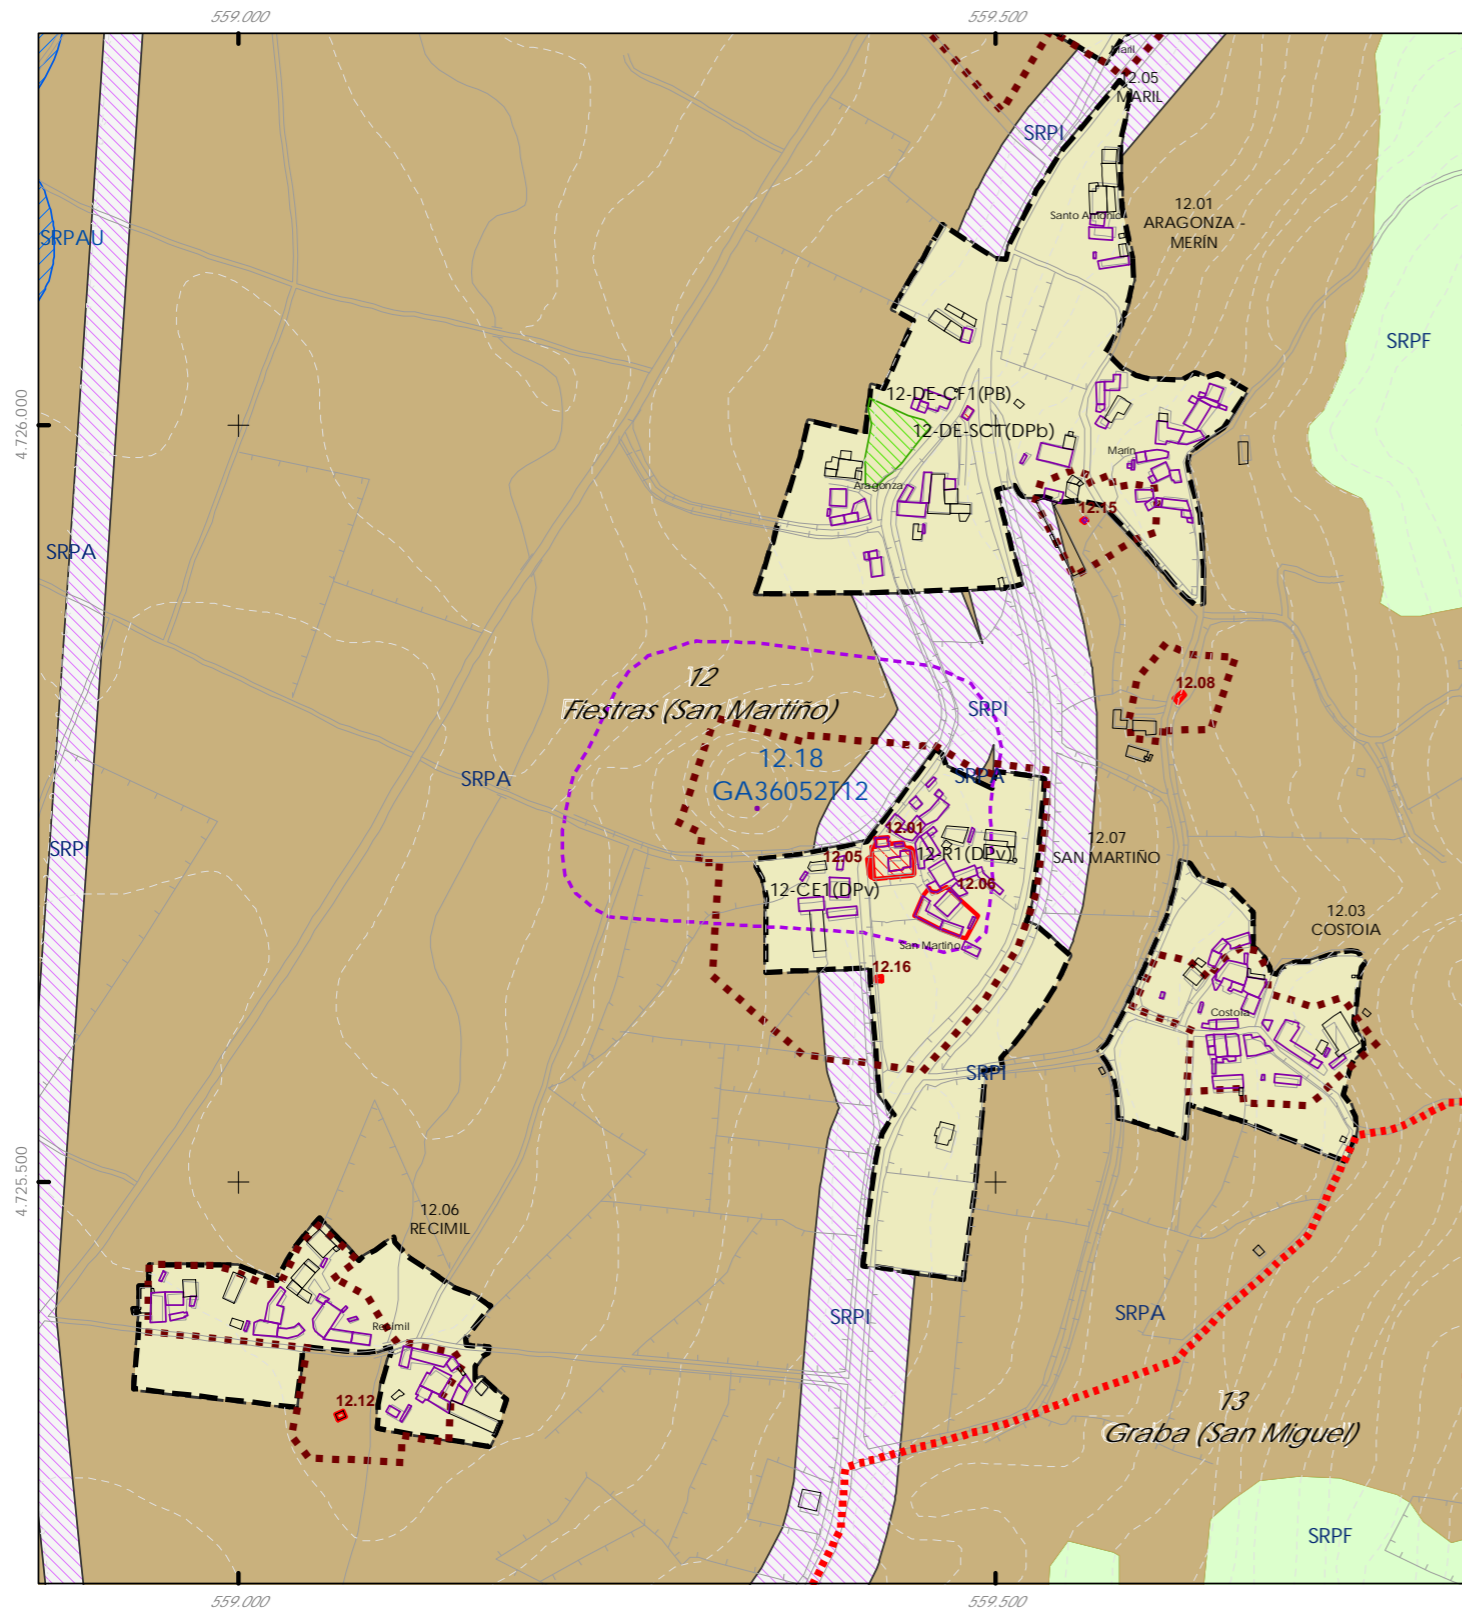 559.000
559.500
Maril
12.05
MARIL
SRPI
12.01
ARAGONZA -
MERÍN
Santo Antonio
SRPAU
SRPF
12-DE-CF1(PB)
12-DE-SCT(DPb)
4.726.000
Marin
Aragonza
12.15
SRPA
12
Fiestras (San Martiño)
12.08
SRPI
12.18
GA36052T12
SRPA
SRPA
SRPI
12.01
12.05
12-R1(DPv)
12.07
SAN MARTIÑO
12-CE1(DPv)
12.03
COSTOIA
San Martiño
12.16
Costoia
SRPI
4.725.500
12.06
RECIMIL
Recimil
SRPI
SRPA
12.12
13
Graba (San Miguel)
SRPF
559.000
559.500